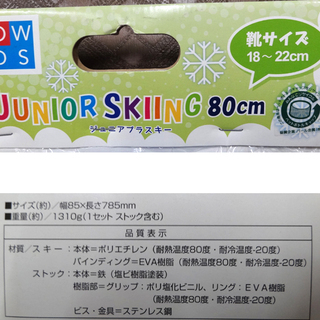 OW
DS
靴サイズ
18～22cm
JUNIOR SKIING 80cm
ジュニアプラスキー
■サイズ(約)／幅85×長さ785mm
■重量(約)／1310g(1セット ストック含む)
品質表示
材質／スキー：本体＝ポリエチレン（耐熱温度80度・耐冷温度-20度）
バインディング＝EVA樹脂（耐熱温度80度・耐冷温度-20度）
ストック：本体＝鉄（塩ビ樹脂塗装）
樹脂部＝グリップ：ポリ塩化ビニル、リング：EVA樹脂
（耐熱温度80度・耐冷温度-20度）
ビス・金具＝ステンレス鋼